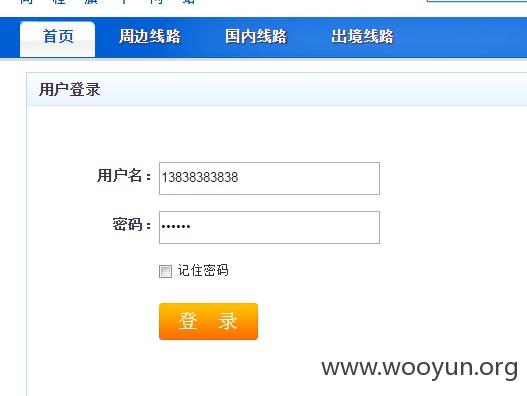 首页 周边线路 国内线路 出境线路
用户登录
用户名： 13838383838
密码： ••••••
记住密码
登 录
www.wooyun.org